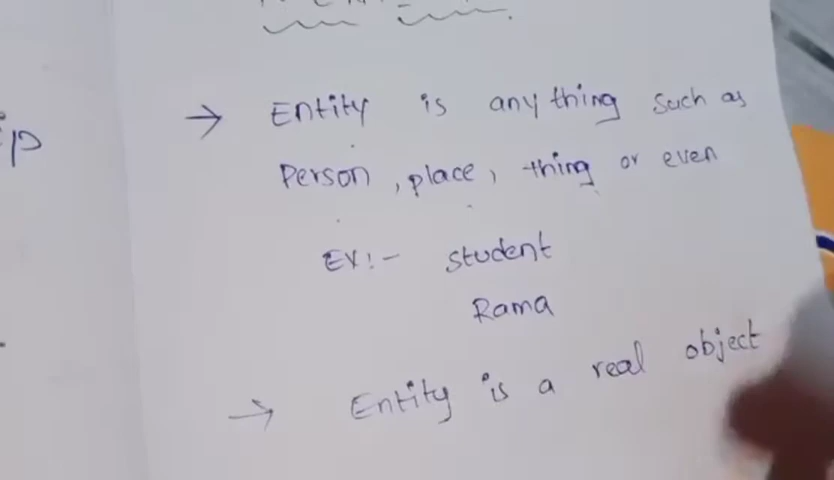 → Entity is any thing such as
Person, place, thing or even
Ex:- student
Rama
→ Entity is a real object